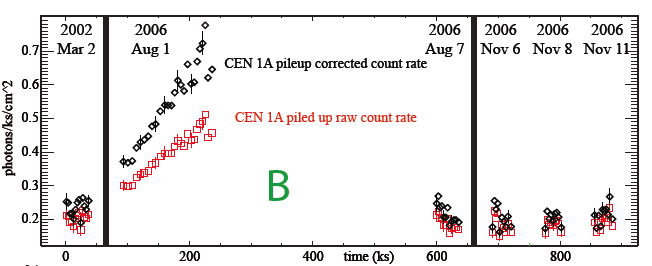 2002 2006 2006 2006 2006 2006
Mar 2 Aug 1 Aug 7 Nov 6 Nov 8 Nov 11
CEN 1A pileup corrected count rate
CEN 1A piled up raw count rate
B
photons/ks/cm^2
0.7
0.6
0.5
0.4
0.3
0.2
0 200 400 time (ks) 600 800